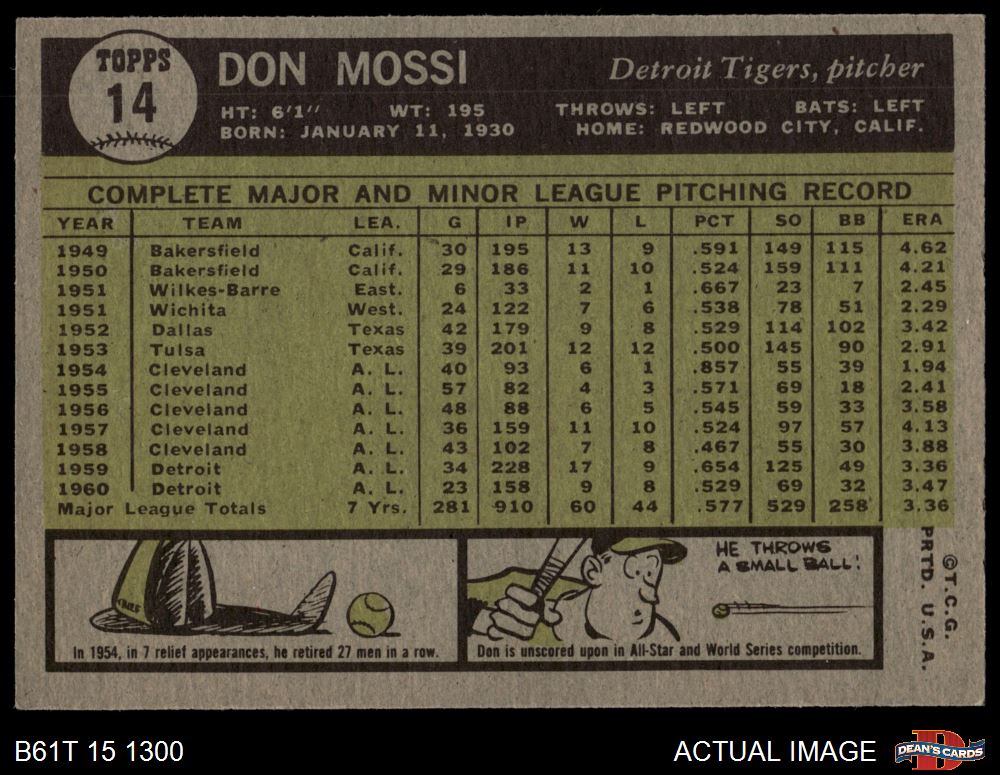 TOPPS
14
DON MOSSI
Detroit Tigers, pitcher
HT: 6'1" WT: 195 THROWS: LEFT BATS: LEFT
BORN: JANUARY 11, 1930 HOME: REDWOOD CITY, CALIF.
COMPLETE MAJOR AND MINOR LEAGUE PITCHING RECORD
YEAR TEAM LEA. G IP W L PCT SO BB ERA
1949 Bakersfield Calif. 30 195 13 9 .591 149 115 4.62
1950 Bakersfield Calif. 29 186 11 10 .524 159 111 4.21
1951 Wilkes-Barre East. 6 33 2 1 .667 23 7 2.45
1951 Wichita West. 24 122 7 6 .538 78 51 2.29
1952 Dallas Texas 42 179 9 8 .529 114 102 3.42
1953 Tulsa Texas 39 201 12 12 .500 145 90 2.91
1954 Cleveland A. L. 40 93 6 1 .857 55 39 1.94
1955 Cleveland A. L. 57 82 4 3 .571 69 18 2.41
1956 Cleveland A. L. 48 88 6 5 .545 59 33 3.58
1957 Cleveland A. L. 36 159 11 10 .524 97 57 4.13
1958 Cleveland A. L. 43 102 7 8 .467 55 30 3.88
1959 Detroit A. L. 34 228 17 9 .654 125 49 3.36
1960 Detroit A. L. 23 158 9 8 .529 69 32 3.47
Major League Totals 7 Yrs. 281 910 60 44 .577 529 258 3.36
HE THROWS
A SMALL BALL!
In 1954, in 7 relief appearances, he retired 27 men in a row.
Don is unscored upon in All-Star and World Series competition.
©T.C.G.
PRTD. U.S.A.
B61T 15 1300
ACTUAL IMAGE
DEAN'S CARDS